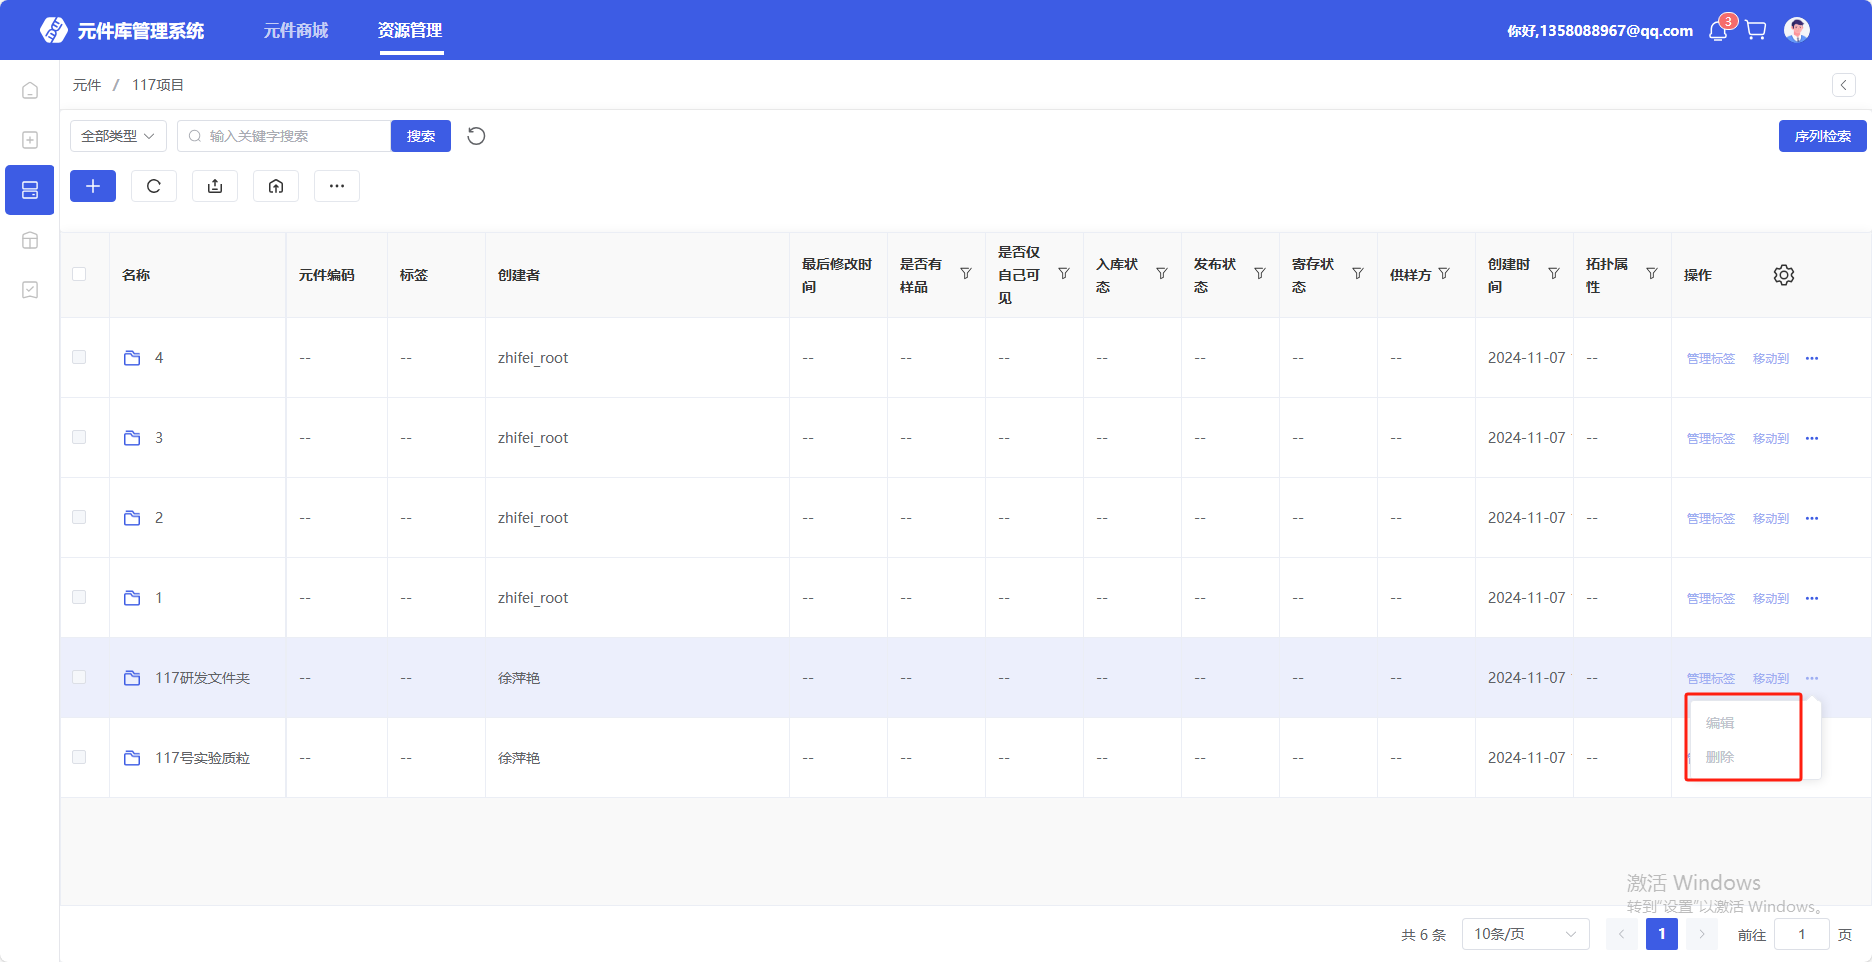 元件库管理系统
元件商城
资源管理
你好,1358088967@qq.com
3
元件 / 117项目
全部类型
输入关键字搜索
搜索
序列检索
名称
元件编码
标签
创建者
最后修改时间
是否有样品
是否仅自己可见
入库状态
发布状态
寄存状态
供样方
创建时间
拓扑属性
操作
4 -- -- zhifei_root -- -- -- -- -- -- -- 2024-11-07 -- 管理标签 移动到
3 -- -- zhifei_root -- -- -- -- -- -- -- 2024-11-07 -- 管理标签 移动到
2 -- -- zhifei_root -- -- -- -- -- -- -- 2024-11-07 -- 管理标签 移动到
1 -- -- zhifei_root -- -- -- -- -- -- -- 2024-11-07 -- 管理标签 移动到
117研发文件夹 -- -- 徐萍艳 -- -- -- -- -- -- -- 2024-11-07 -- 管理标签 移动到
编辑
117号实验质粒 -- -- 徐萍艳 -- -- -- -- -- -- -- 2024-11-07 --
删除
激活 Windows
转到“设置”以激活 Windows。
共 6 条 10条/页 1 前往 1 页